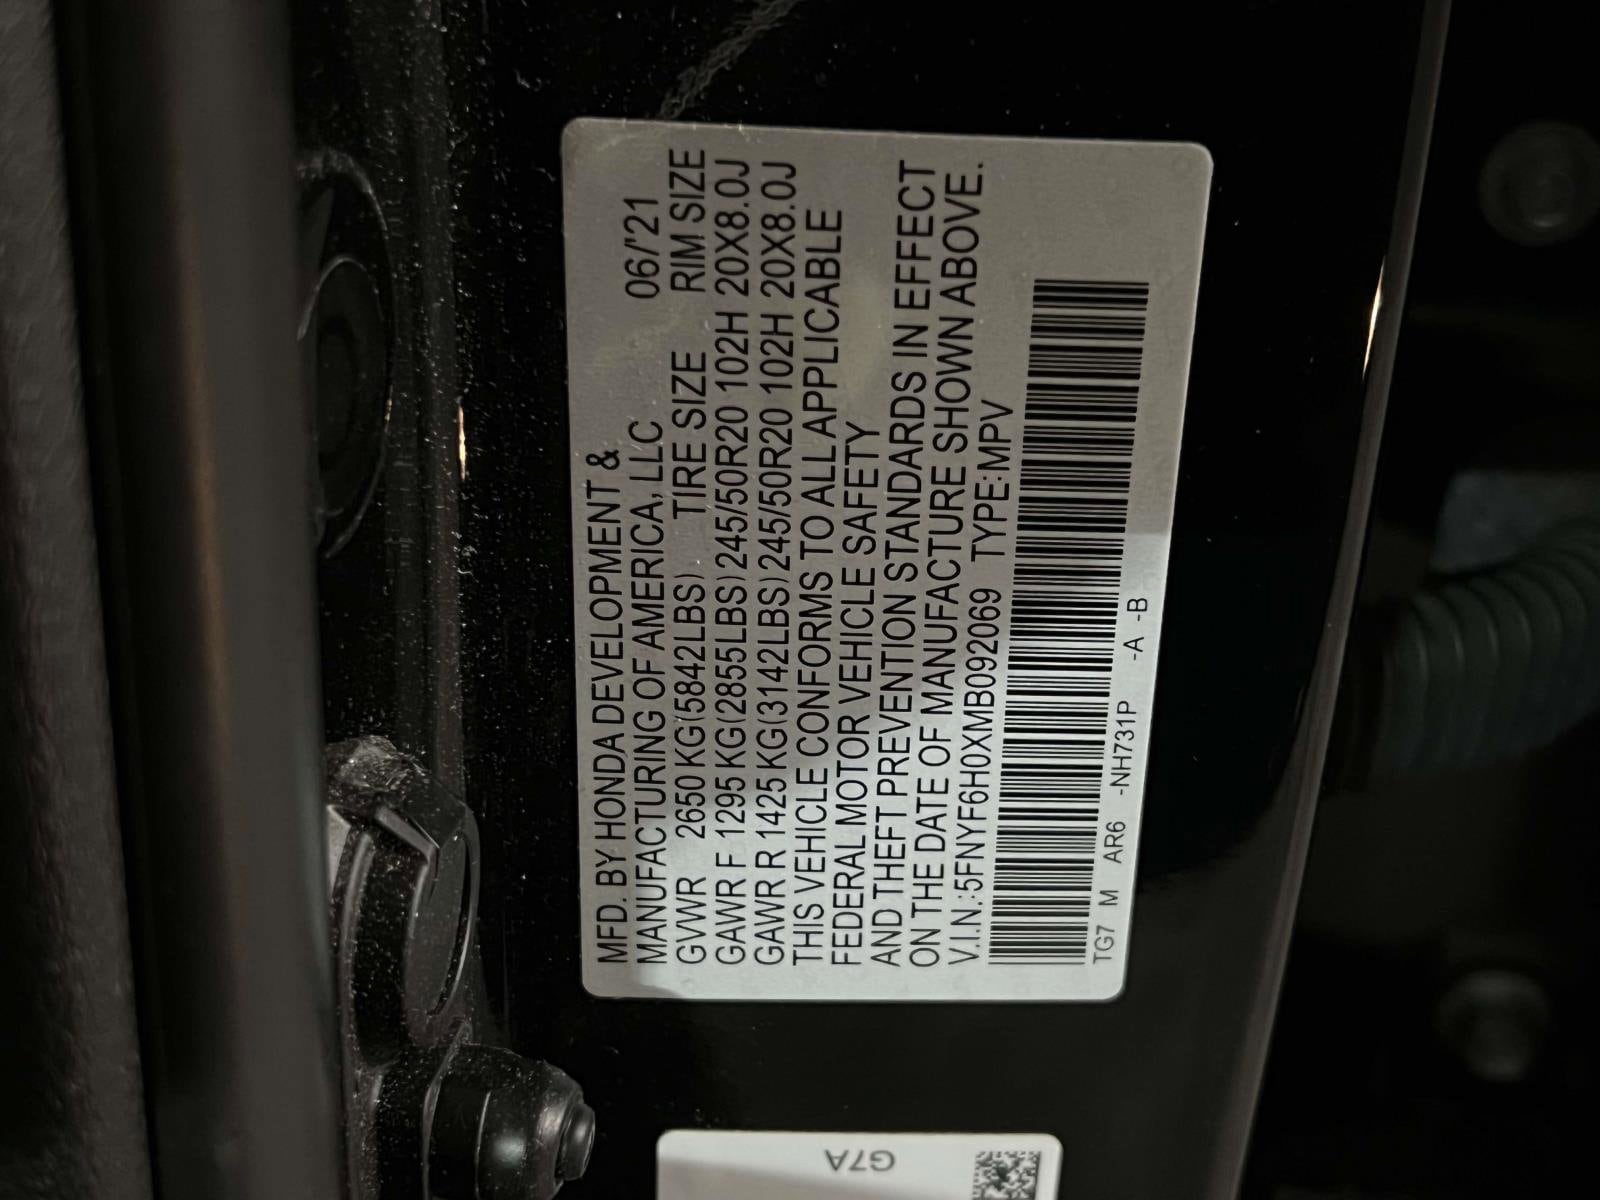 MFD. BY HONDA DEVELOPMENT &
MANUFACTURING OF AMERICA, LLC 06/'21
GVWR 2650 KG(5842LBS) TIRE SIZE RIM SIZE
GAWR F 1295 KG(2855LBS) 245/50R20 102H 20X8.0J
GAWR R 1425 KG(3142LBS) 245/50R20 102H 20X8.0J
THIS VEHICLE CONFORMS TO ALL APPLICABLE
FEDERAL MOTOR VEHICLE SAFETY
AND THEFT PREVENTION STANDARDS IN EFFECT
ON THE DATE OF MANUFACTURE SHOWN ABOVE.
V.I.N.:5FNYF6H0XMB092069 TYPE:MPV
TG7 M AR6 -NH731P -A -B
G7A